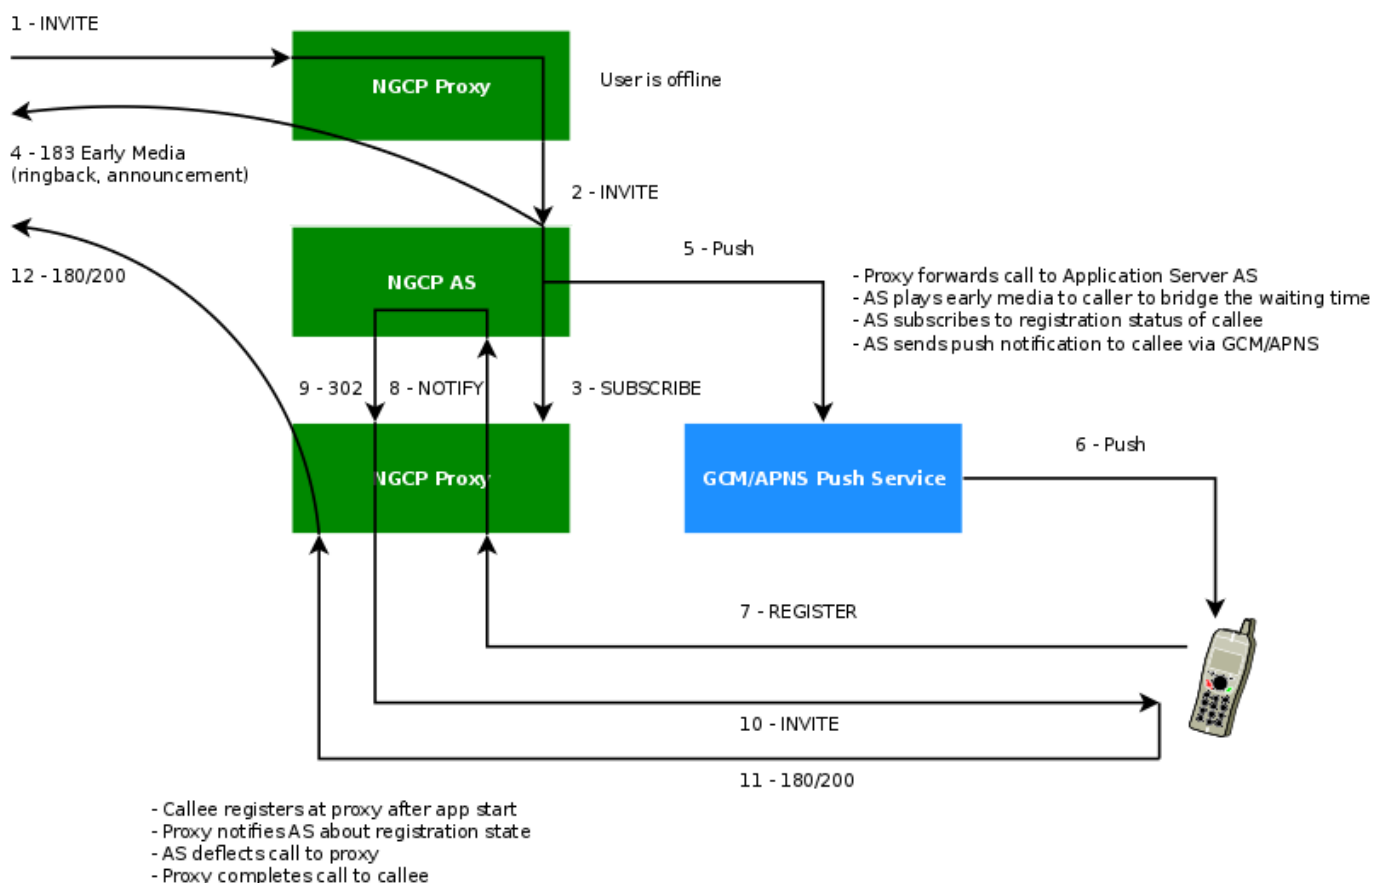 1 - INVITE
NGCP Proxy
User is offline
4 - 183 Early Media
(ringback, announcement)
2 - INVITE
12 - 180/200
NGCP AS
5 - Push
- Proxy forwards call to Application Server AS
- AS plays early media to caller to bridge the waiting time
- AS subscribes to registration status of callee
- AS sends push notification to callee via GCM/APNS
9 - 302
8 - NOTIFY
3 - SUBSCRIBE
NGCP Proxy
GCM/APNS Push Service
6 - Push
7 - REGISTER
10 - INVITE
11 - 180/200
- Callee registers at proxy after app start
- Proxy notifies AS about registration state
- AS deflects call to proxy
- Proxy completes call to callee